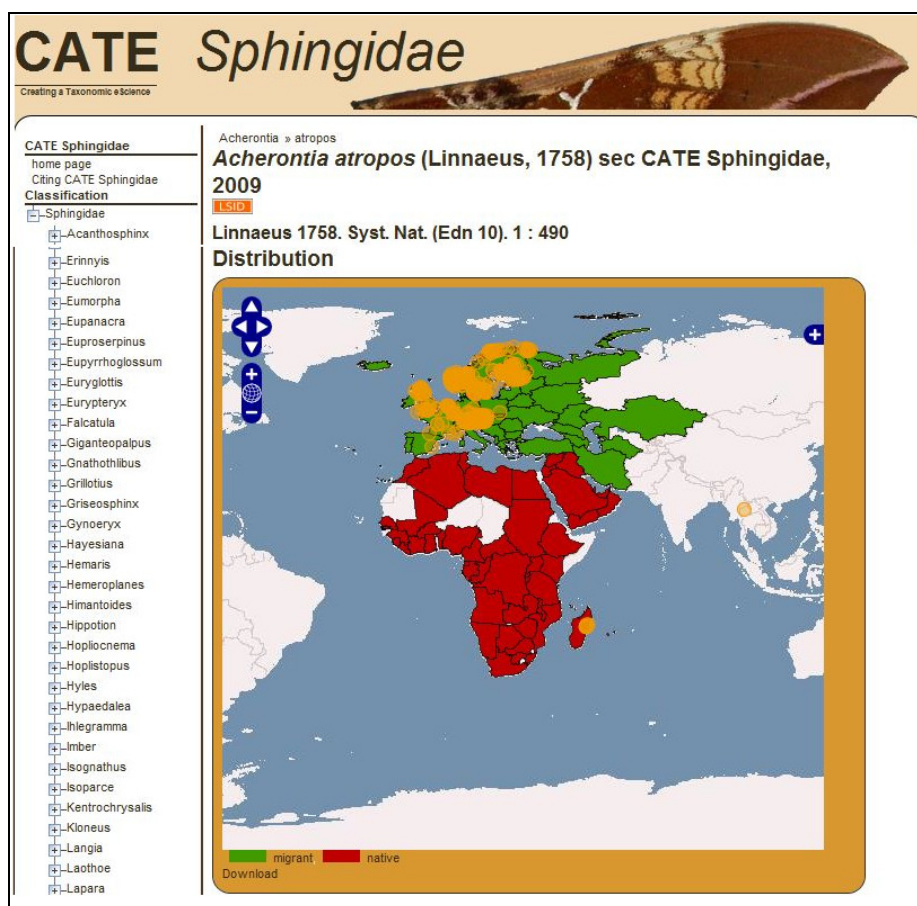 CATE Sphingidae
Creating a Taxonomic eScience
CATE Sphingidae
home page
Citing CATE Sphingidae
Classification
Sphingidae
Acanthosphinx
Erinnyis
Euchloron
Eumorpha
Eupanacra
Euproserpinus
Eupyrrhoglossum
Euryglottis
Eurypteryx
Falcatula
Giganteopalpus
Gnathothlibus
Grillotius
Griseosphinx
Gynoeryx
Hayesiana
Hemaris
Hemeroplanes
Himantoides
Hippotion
Hopliocnema
Hoplistopus
Hyles
Hypaedalea
Ihlegramma
Imber
Isognathus
Isoparce
Kentrochrysalis
Kloneus
Langia
Laothoe
Lapara
Acherontia » atropos
Acherontia atropos (Linnaeus, 1758) sec CATE Sphingidae,
2009
LSID
Linnaeus 1758. Syst. Nat. (Edn 10). 1 : 490
Distribution
migrant, native
Download